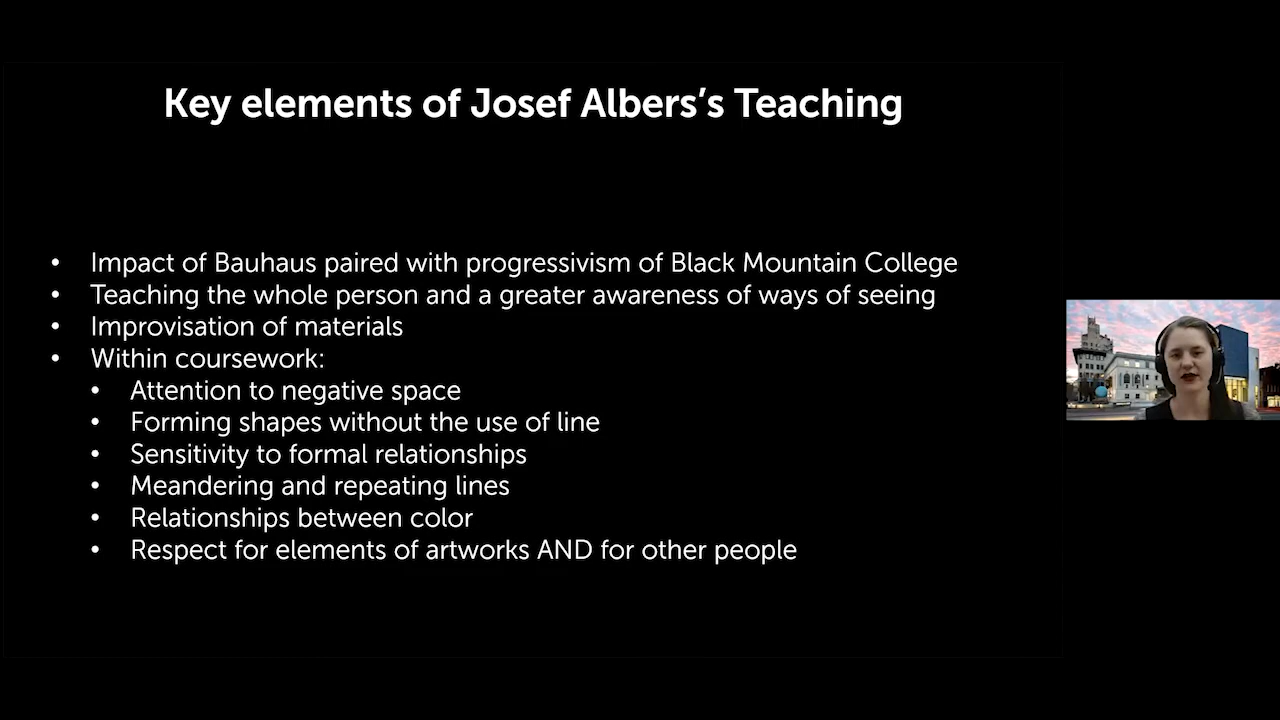 Key elements of Josef Albers’s Teaching
• Impact of Bauhaus paired with progressivism of Black Mountain College
• Teaching the whole person and a greater awareness of ways of seeing
• Improvisation of materials
• Within coursework:
• Attention to negative space
• Forming shapes without the use of line
• Sensitivity to formal relationships
• Meandering and repeating lines
• Relationships between color
• Respect for elements of artworks AND for other people